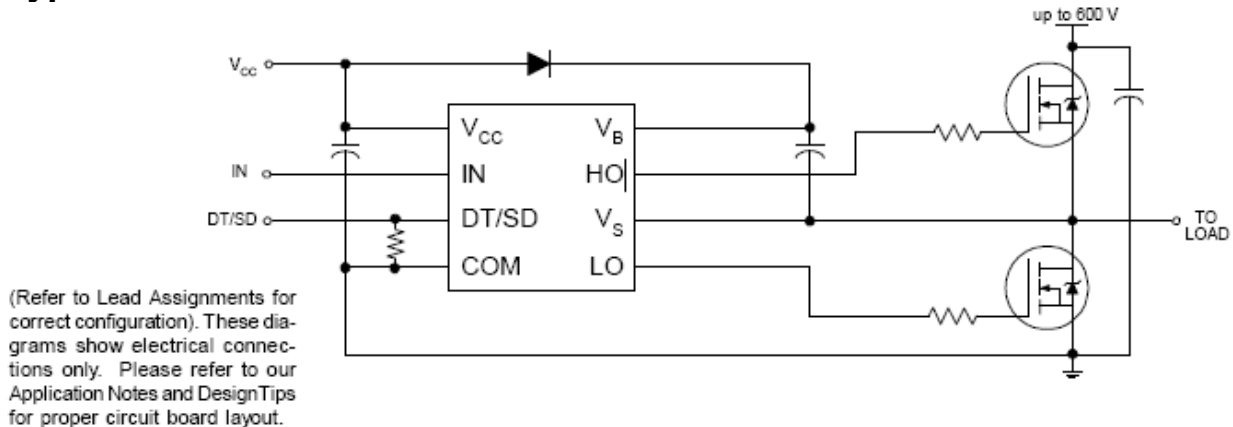 up to 600 V
VCC
VCC
VB
IN
IN
HO
DT/SD
DT/SD
VS
TO
LOAD
COM
LO
(Refer to Lead Assignments for
correct configuration). These dia-
grams show electrical connec-
tions only. Please refer to our
Application Notes and DesignTips
for proper circuit board layout.